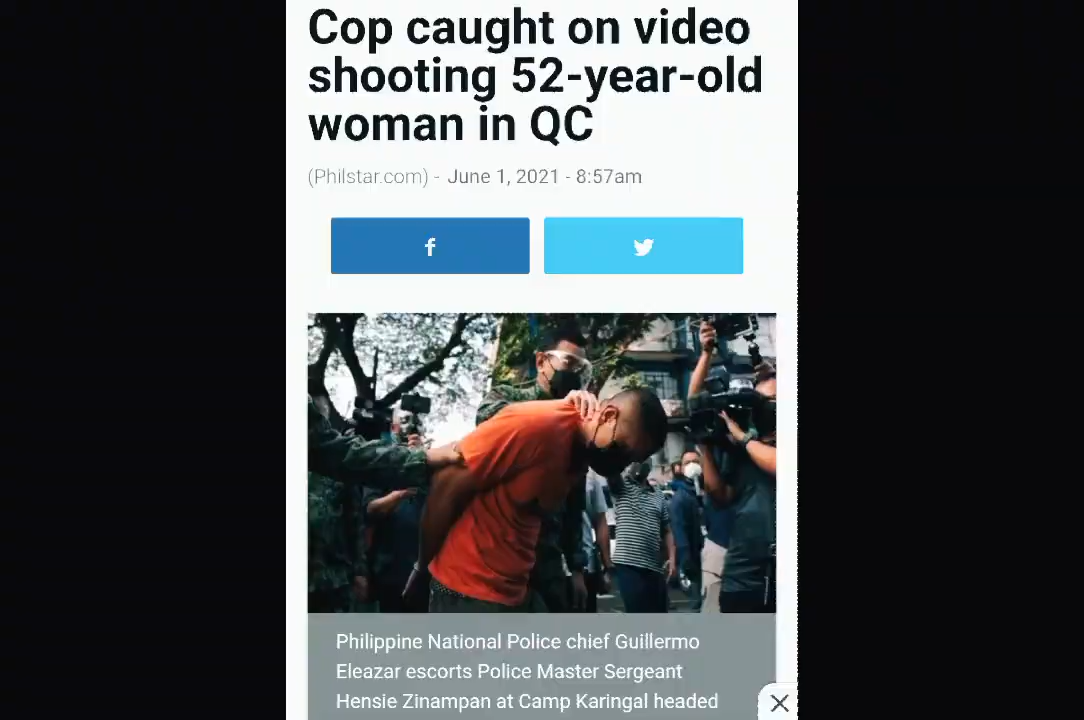 Cop caught on video
shooting 52-year-old
woman in QC
(Philstar.com) - June 1, 2021 - 8:57am
Philippine National Police chief Guillermo
Eleazar escorts Police Master Sergeant
Hensie Zinampan at Camp Karingal headed